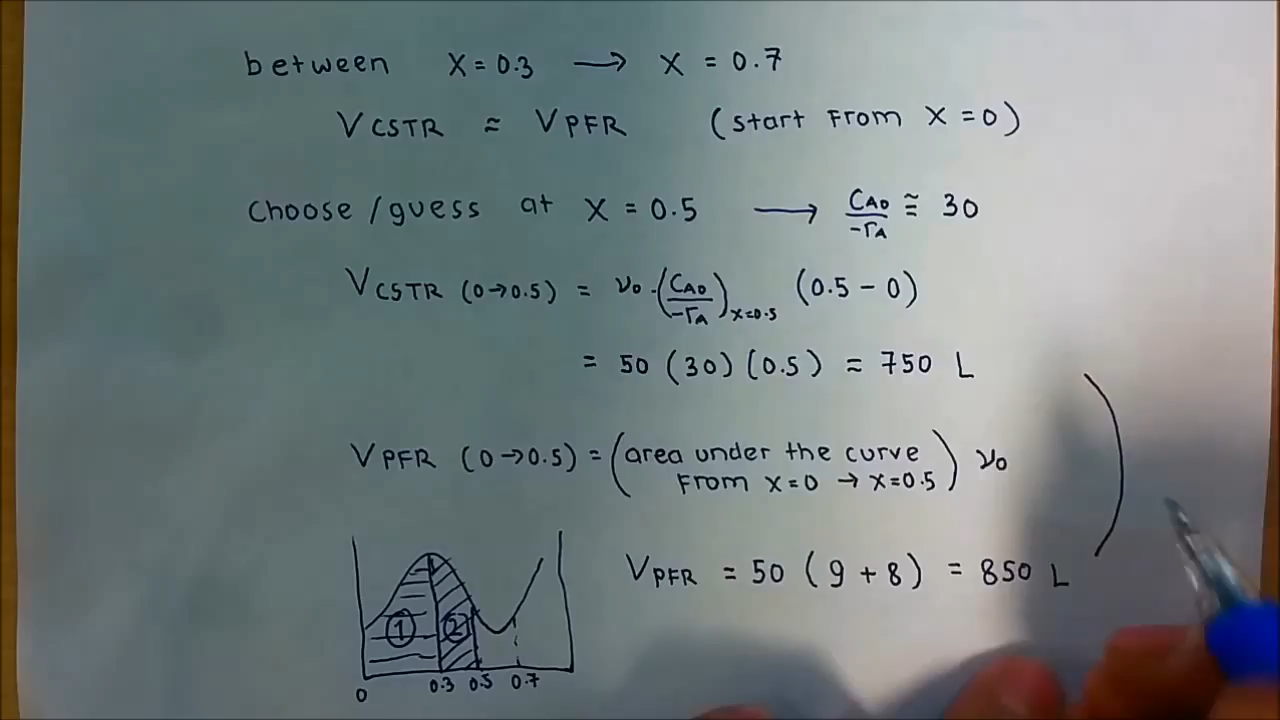 between X = 0.3 → X = 0.7
VCSTR ≈ VPFR (start from X = 0)
Choose/guess at X = 0.5 → CA0/-rA ≅ 30
VCSTR (0→0.5) = ν0 · (CA0/-rA)X=0.5 (0.5 - 0)
= 50 (30) (0.5) = 750 L
VPFR (0→0.5) = (area under the curve from X=0 → X=0.5) ν0
VPFR = 50 (9 + 8) = 850 L
1 2
0 0.3 0.5 0.7